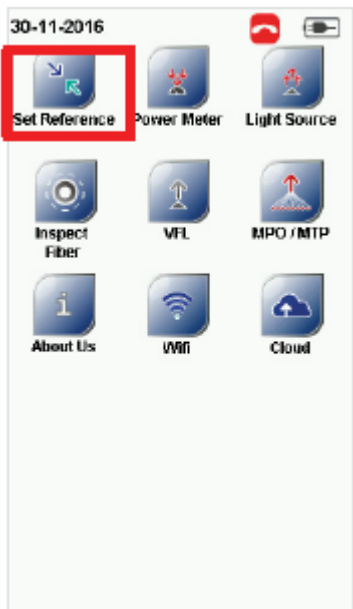 30-11-2016
Set Reference Power Meter Light Source
Inspect Fiber VFL MPO / MTP
i
About Us Wifi Cloud